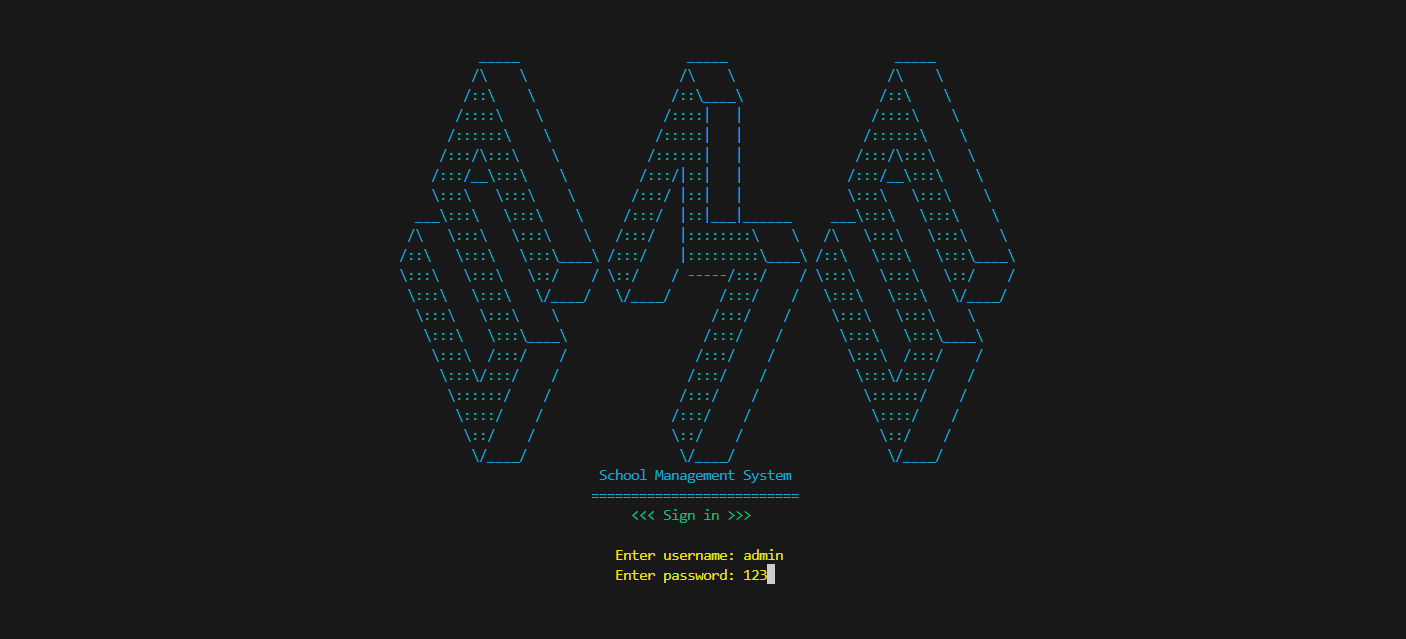 School Management System
==========================
<<< Sign in >>>
Enter username: admin
Enter password: 123